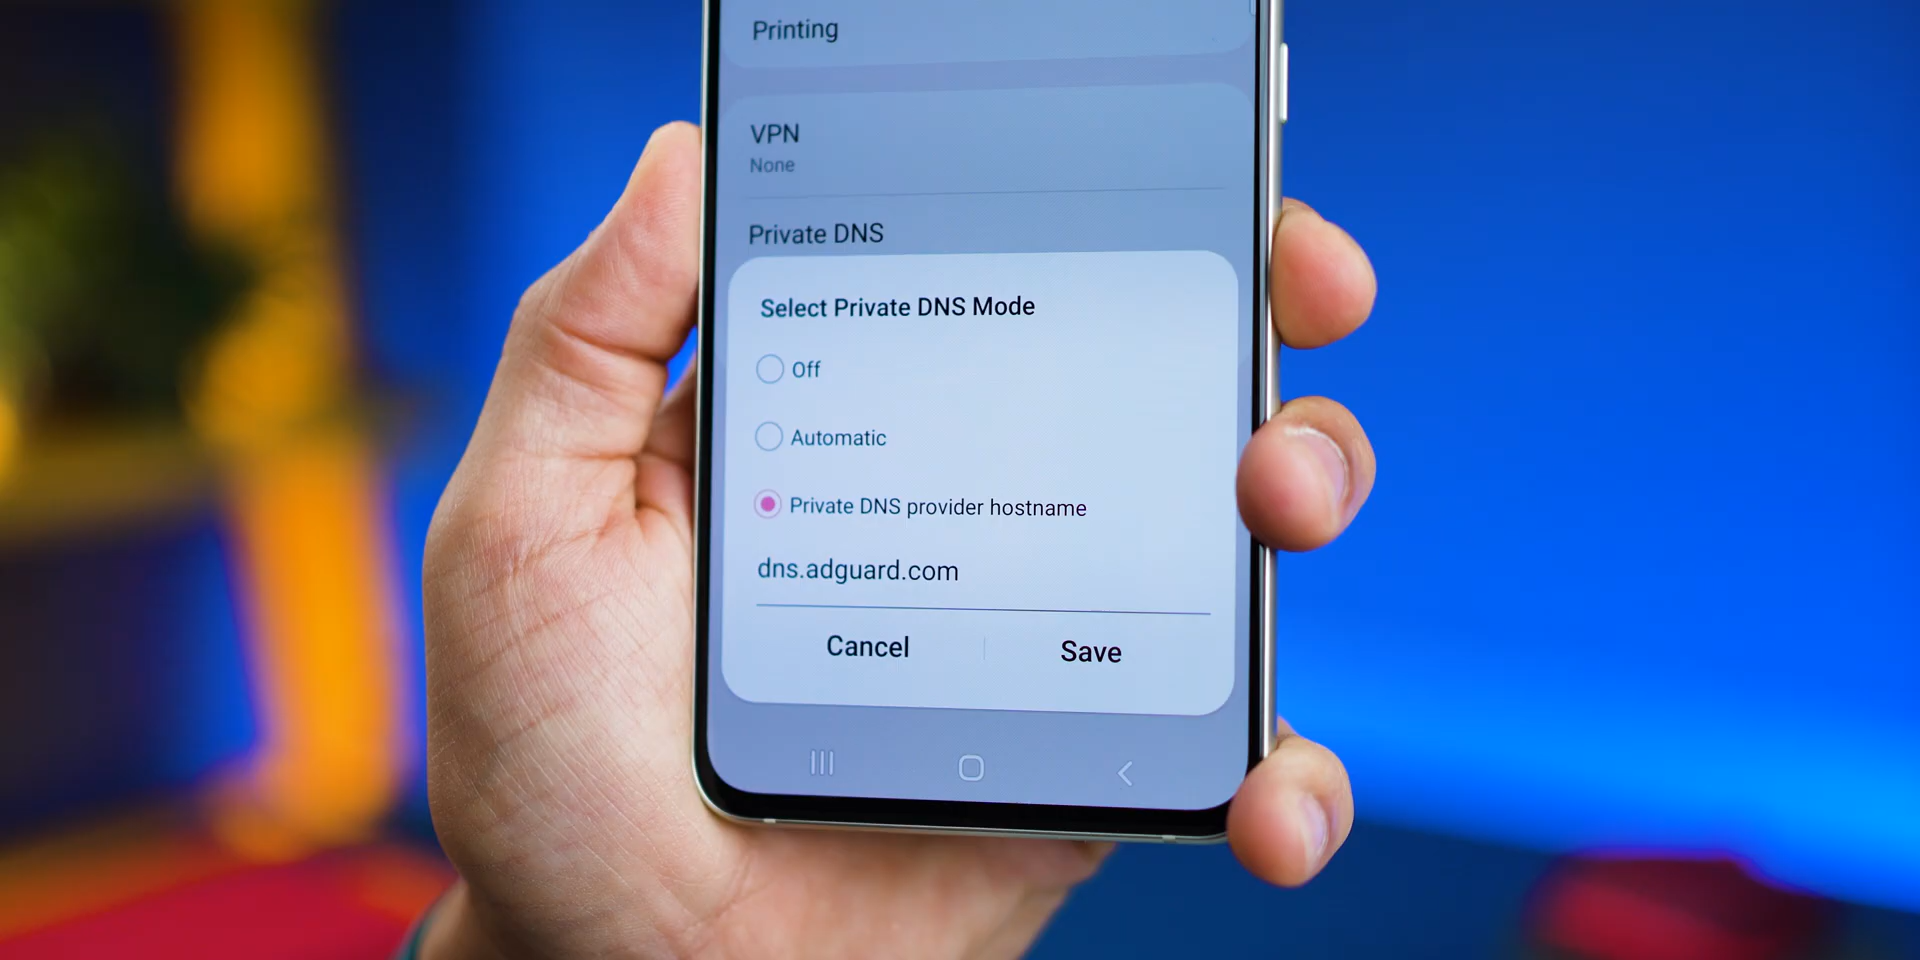 Printing
VPN
None
Private DNS
Select Private DNS Mode
Off
Automatic
Private DNS provider hostname
dns.adguard.com
Cancel
Save